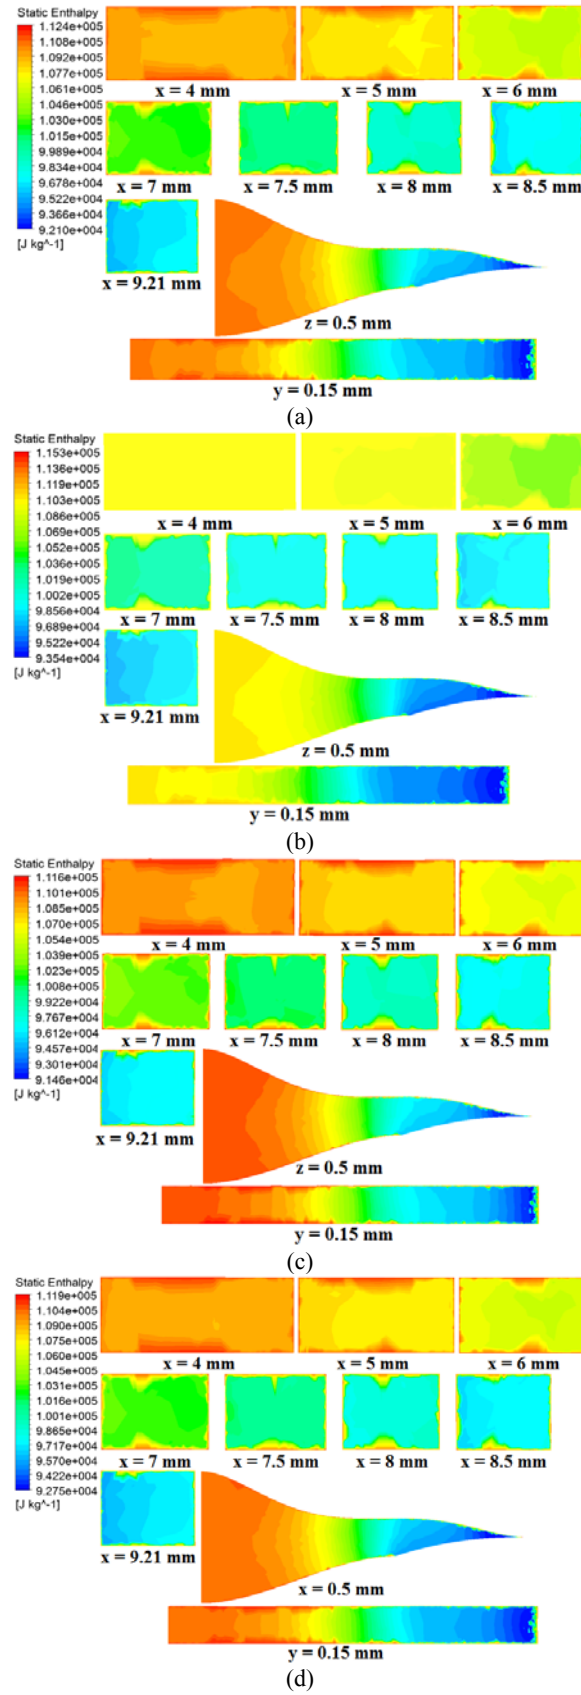 Static Enthalpy
1.124e+005
1.108e+005
1.092e+005
1.077e+005
1.061e+005
1.046e+005
1.030e+005
1.015e+005
9.989e+004
9.834e+004
9.678e+004
9.522e+004
9.366e+004
9.210e+004
[J kg^-1]
x = 4 mm
x = 5 mm
x = 6 mm
x = 7 mm
x = 7.5 mm
x = 8 mm
x = 8.5 mm
x = 9.21 mm
z = 0.5 mm
y = 0.15 mm
(a)
Static Enthalpy
1.153e+005
1.136e+005
1.119e+005
1.103e+005
1.086e+005
1.069e+005
1.052e+005
1.036e+005
1.019e+005
1.002e+005
9.856e+004
9.689e+004
9.522e+004
9.354e+004
[J kg^-1]
x = 4 mm
x = 5 mm
x = 6 mm
x = 7 mm
x = 7.5 mm
x = 8 mm
x = 8.5 mm
x = 9.21 mm
z = 0.5 mm
y = 0.15 mm
(b)
Static Enthalpy
1.116e+005
1.101e+005
1.085e+005
1.070e+005
1.054e+005
1.039e+005
1.023e+005
1.008e+005
9.922e+004
9.767e+004
9.612e+004
9.457e+004
9.301e+004
9.146e+004
[J kg^-1]
x = 4 mm
x = 5 mm
x = 6 mm
x = 7 mm
x = 7.5 mm
x = 8 mm
x = 8.5 mm
x = 9.21 mm
z = 0.5 mm
y = 0.15 mm
(c)
Static Enthalpy
1.119e+005
1.104e+005
1.090e+005
1.075e+005
1.060e+005
1.045e+005
1.031e+005
1.016e+005
1.001e+005
9.865e+004
9.717e+004
9.570e+004
9.422e+004
9.275e+004
[J kg^-1]
x = 4 mm
x = 5 mm
x = 6 mm
x = 7 mm
x = 7.5 mm
x = 8 mm
x = 8.5 mm
x = 9.21 mm
x = 0.5 mm
y = 0.15 mm
(d)